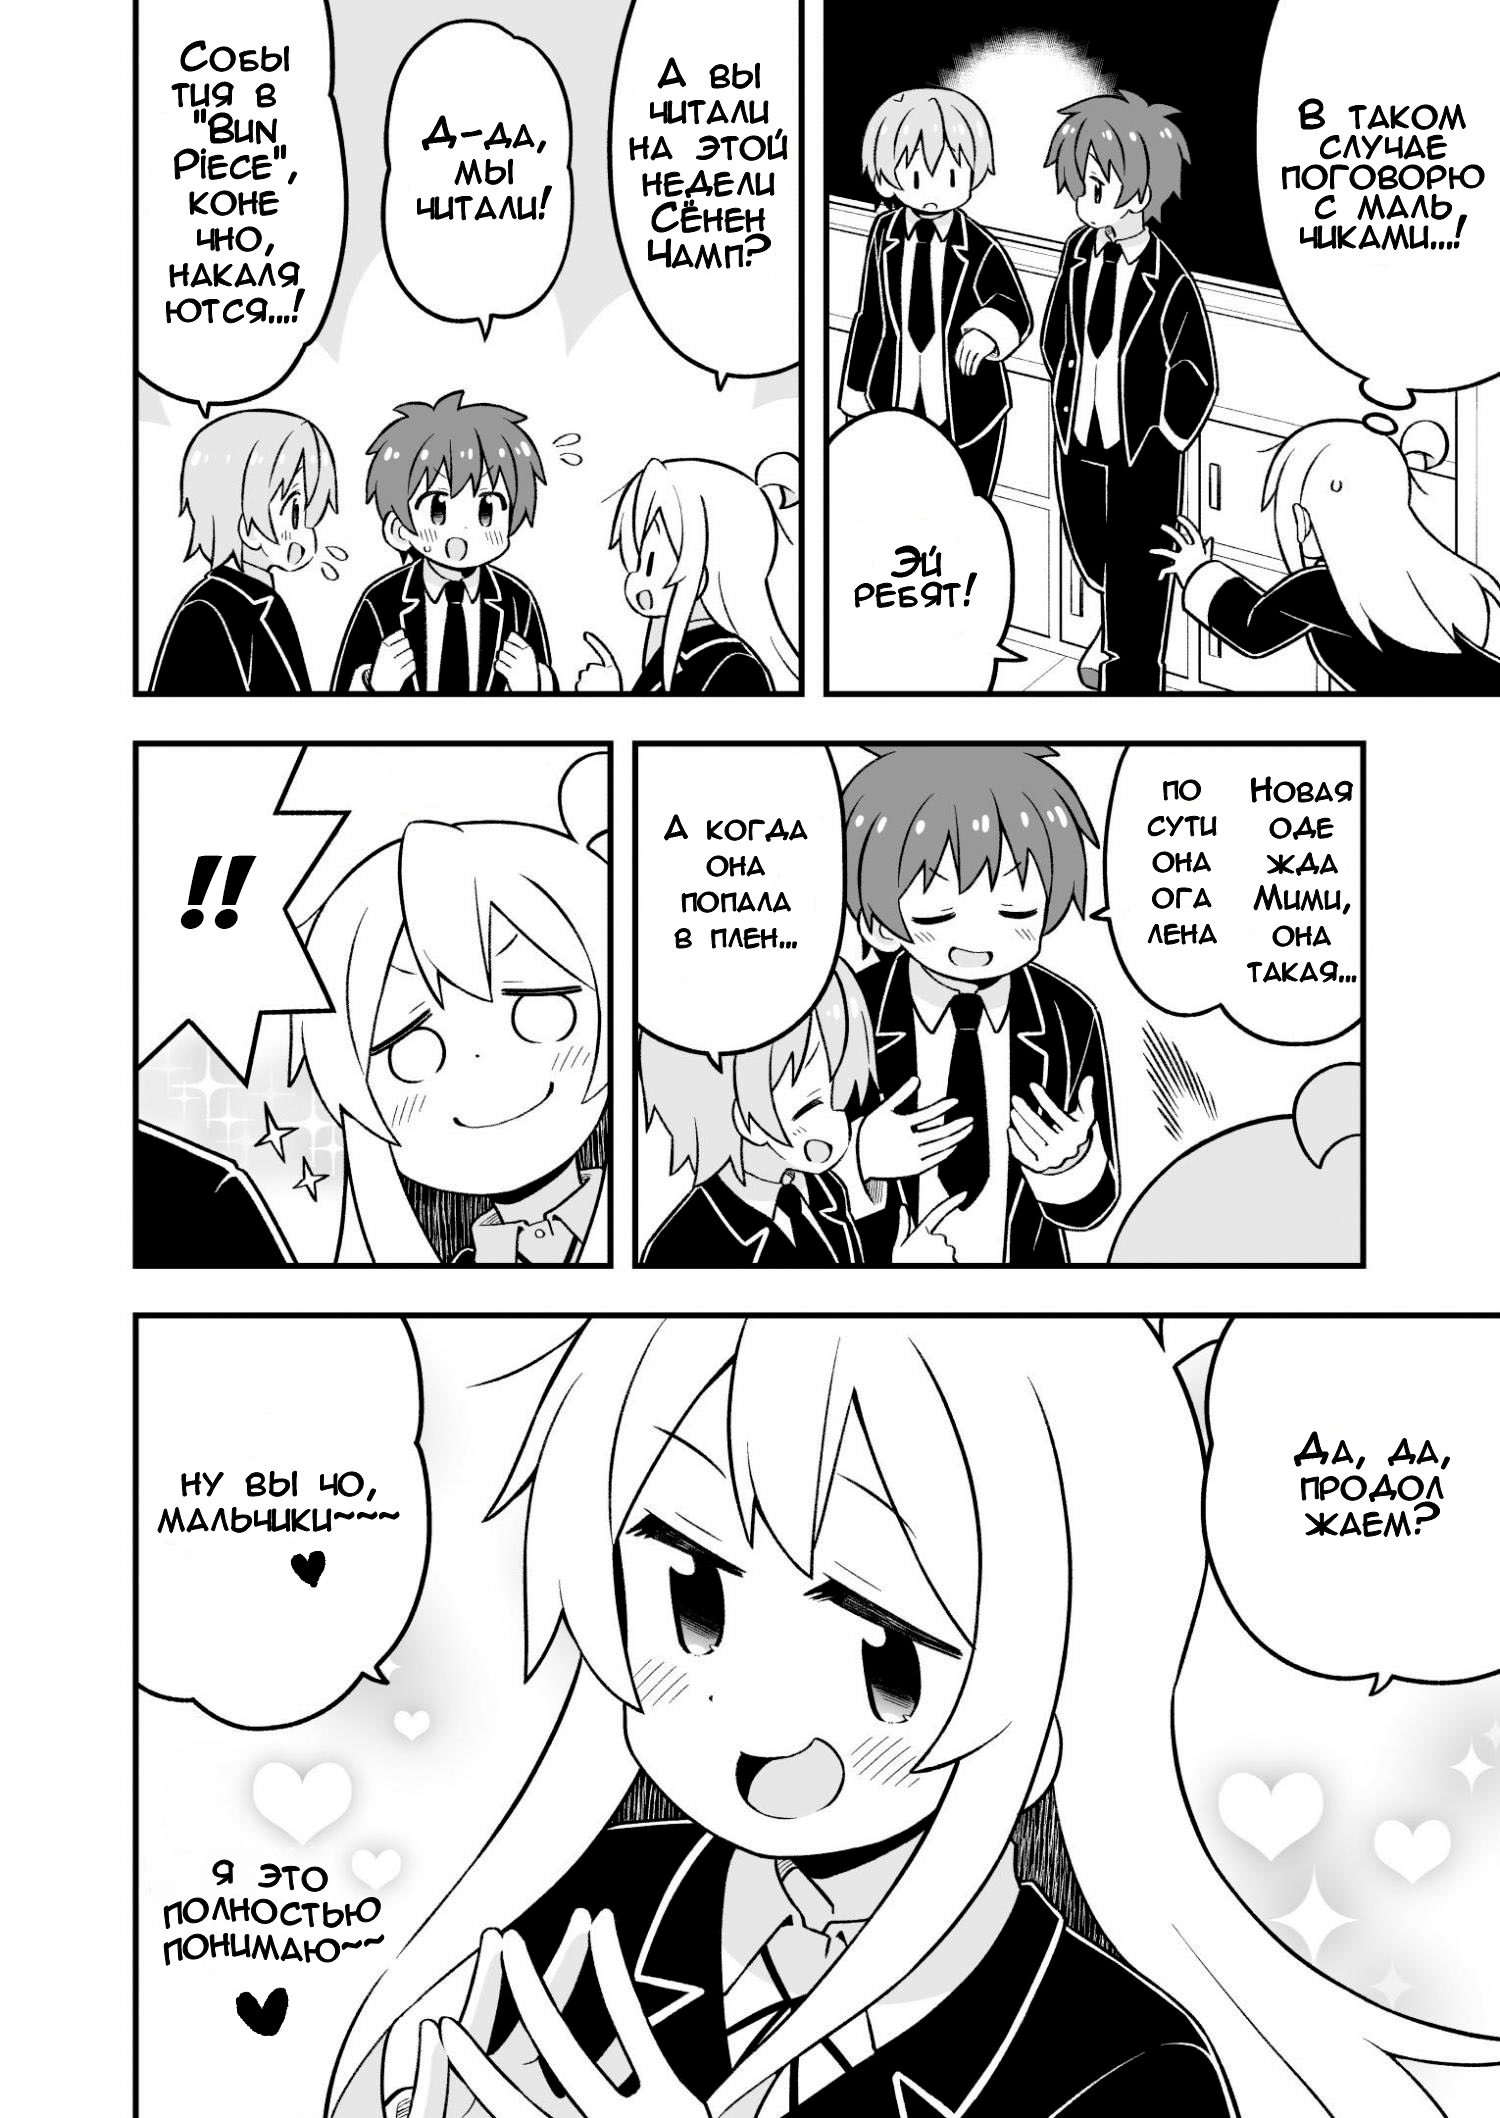 В таком
случае
поговорю
с маль
чиками...!
Эй
ребят!
А вы
читали
на этой
недели
Сёнен
Чамп?
Д-да,
мы
читали!
Собы
тия в
"Bun
Piece",
коне
чно,
накаля
ются...!
Новая
оде
жда
Мими,
она
такая...
по
сути
она
ога
лена
А когда
она
попала
в плен...
!!
Да, да,
продол
жаем?
ну вы чо,
мальчики~~~
♥
я это
полностью
понимаю~~
♥